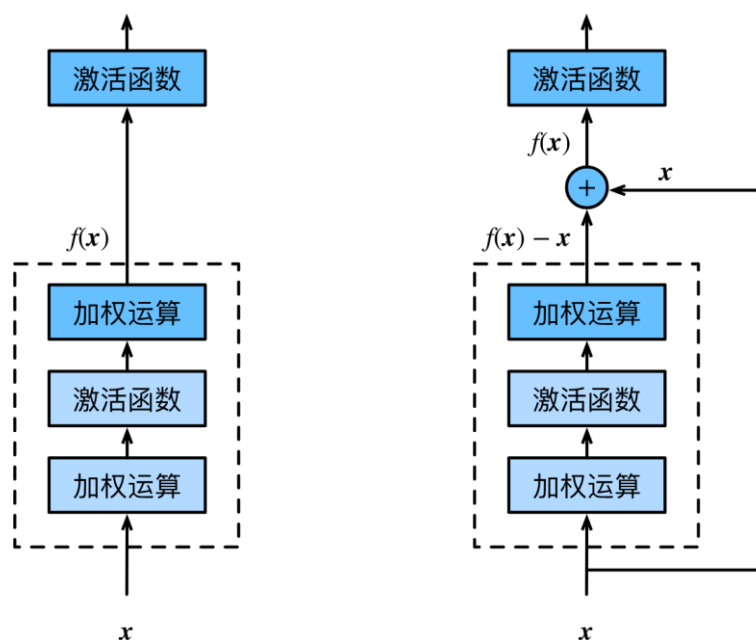 激活函数
f(x)
加权运算
激活函数
加权运算
x
激活函数
f(x)
+
x
f(x) − x
加权运算
激活函数
加权运算
x